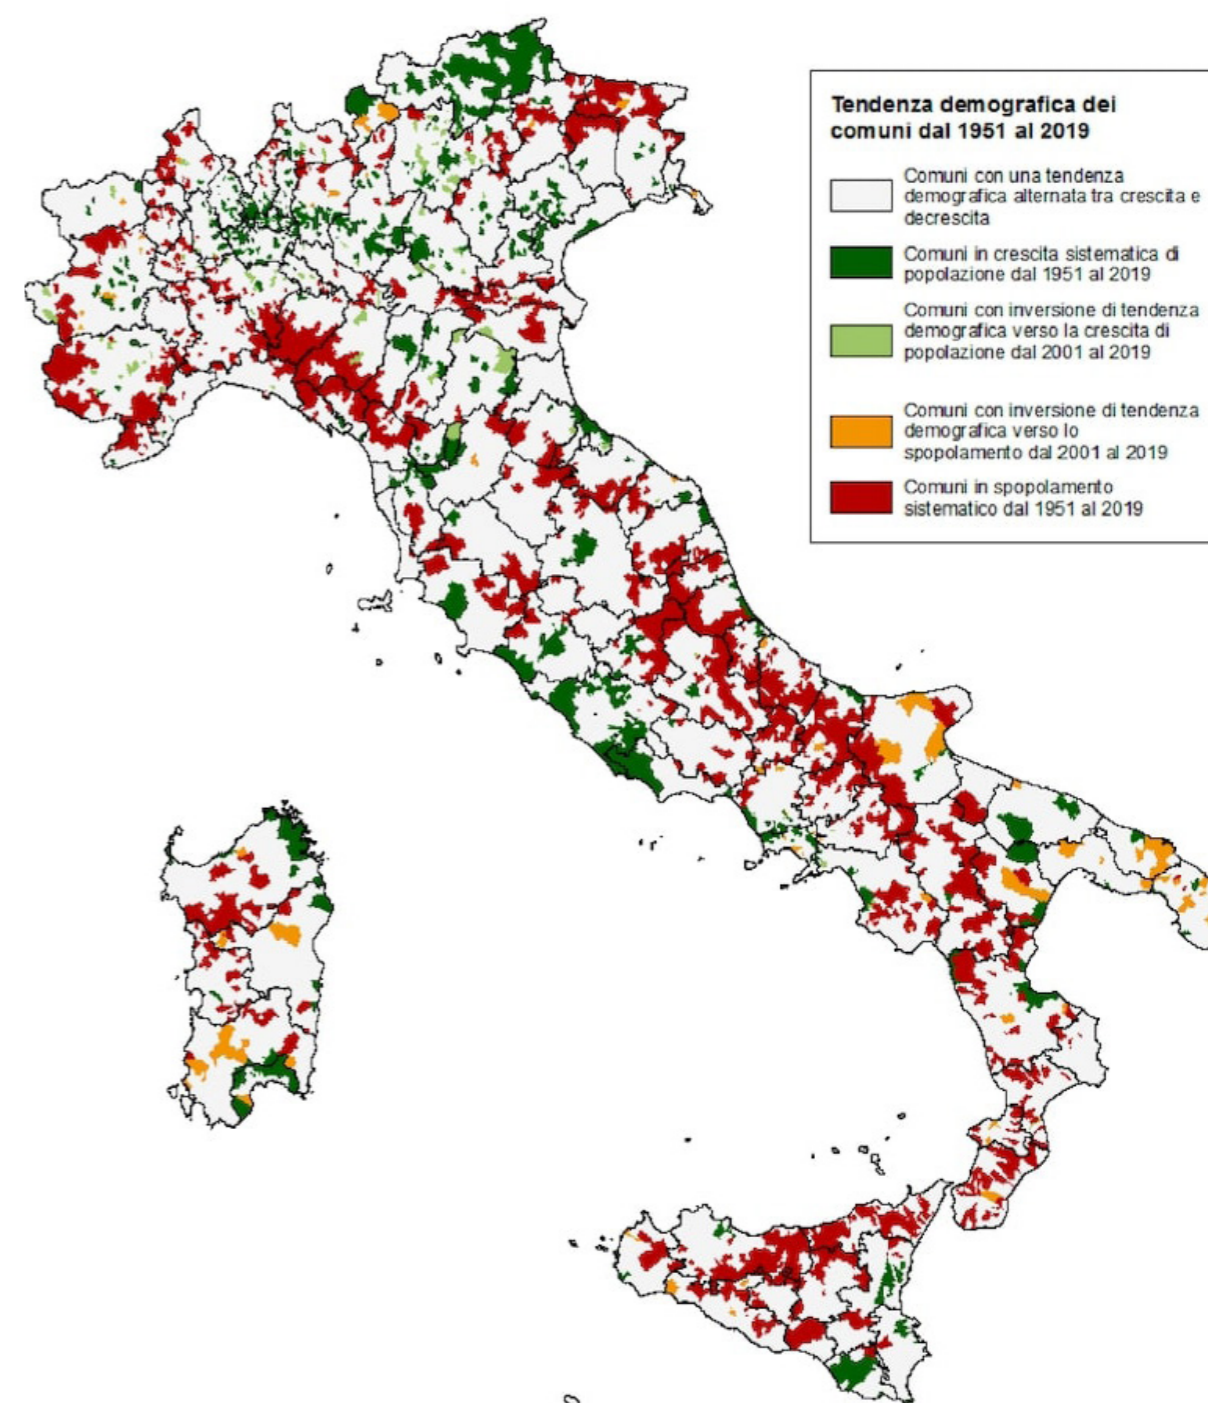 Tendenza demografica dei
comuni dal 1951 al 2019
Comuni con una tendenza
demografica alternata tra crescita e
decrescita
Comuni in crescita sistematica di
popolazione dal 1951 al 2019
Comuni con inversione di tendenza
demografica verso la crescita di
popolazione dal 2001 al 2019
Comuni con inversione di tendenza
demografica verso lo
spopolamento dal 2001 al 2019
Comuni in spopolamento
sistematico dal 1951 al 2019